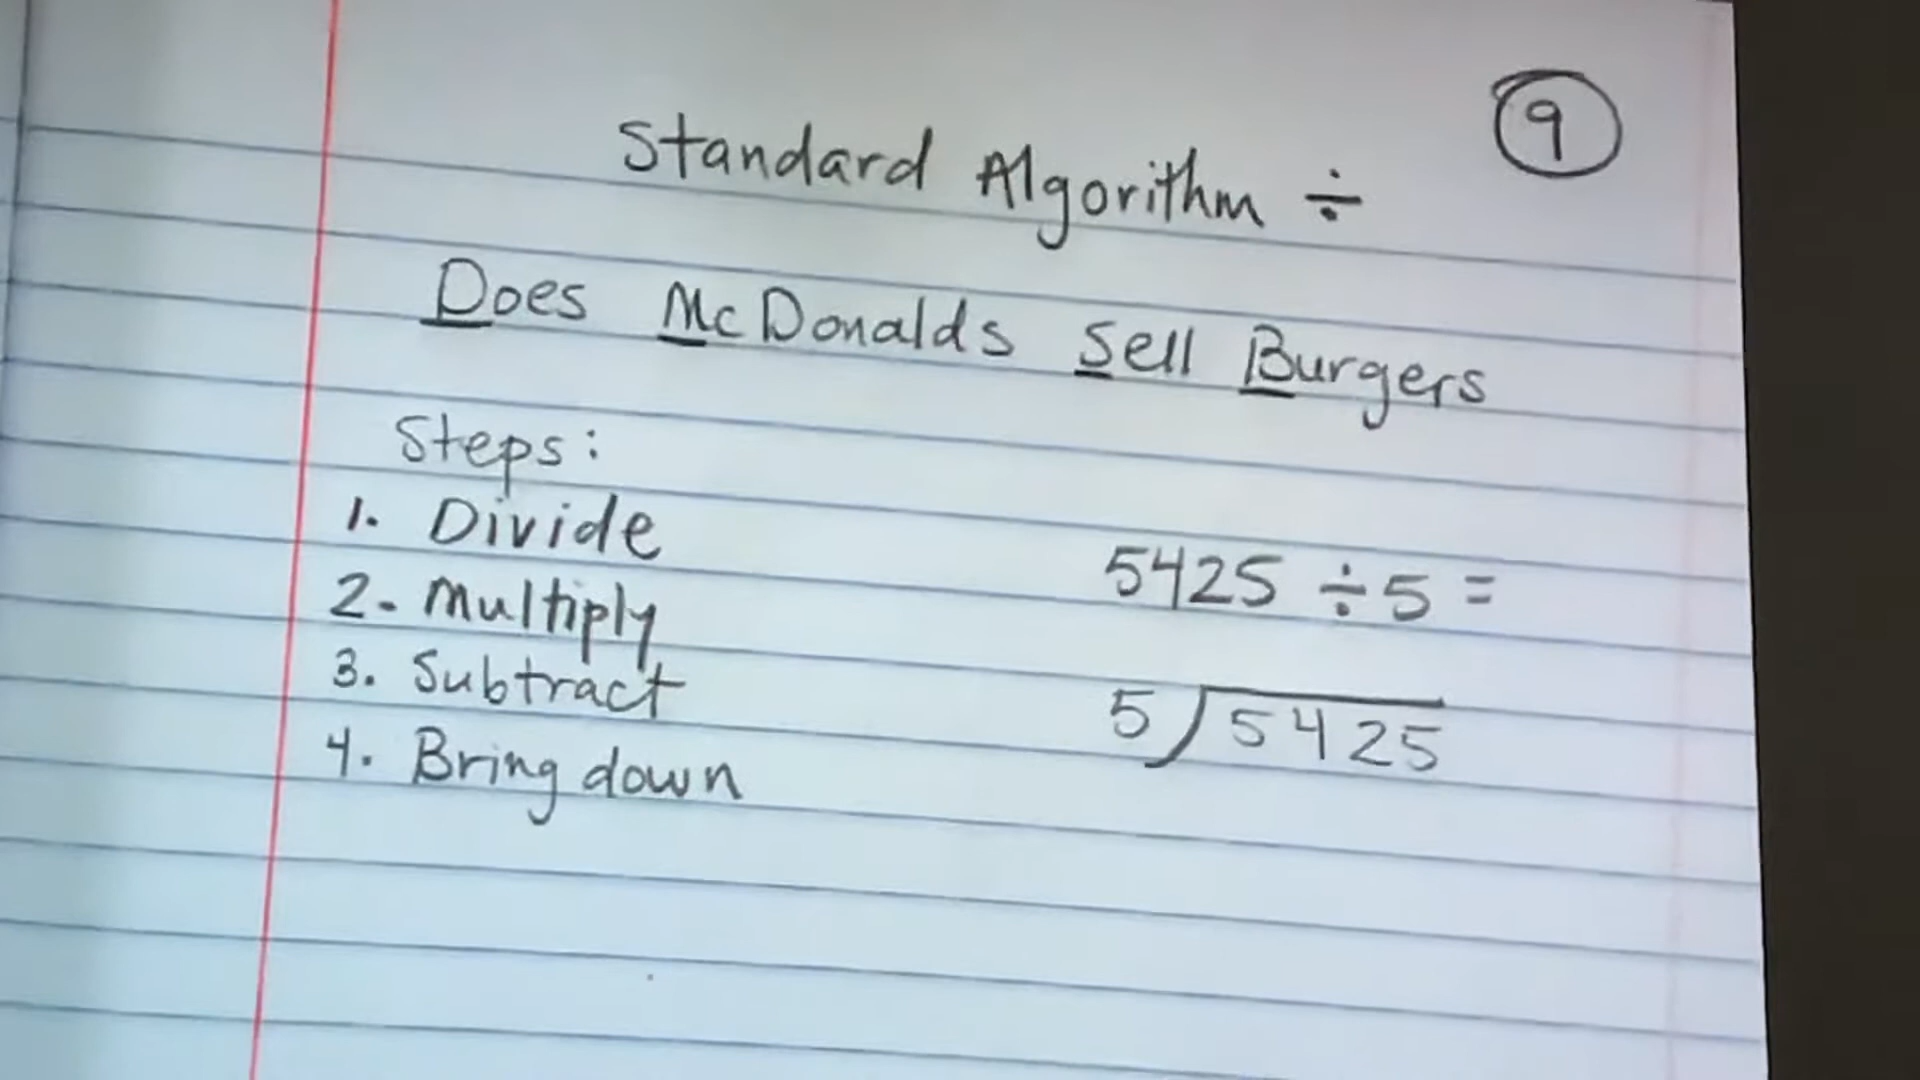 9
Standard Algorithm ÷
Does McDonalds Sell Burgers
Steps:
1. Divide
2. Multiply
3. Subtract
4. Bring down
5425 ÷ 5 =
5 ) 5425